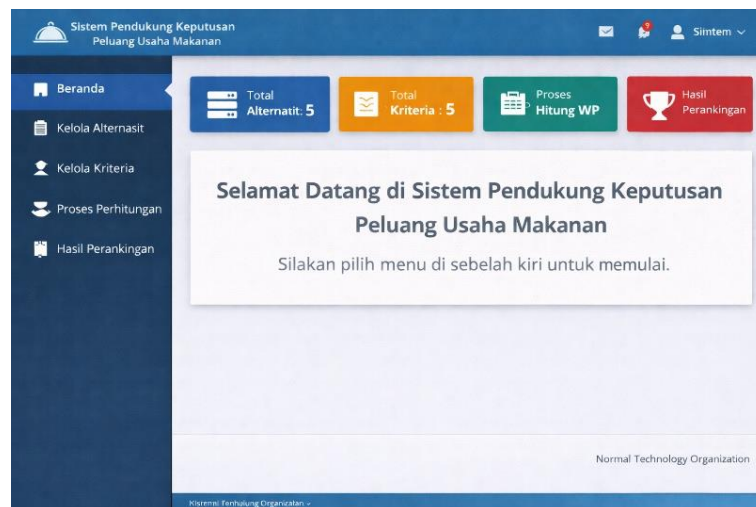 Sistem Pendukung Keputusan
Peluang Usaha Makanan
9
Siintem
Beranda
Kelola Alternasit
Kelola Kriteria
Proses Perhitungan
Hasil Perankingan
Total
Alternatit: 5
Total
Kriteria : 5
Proses
Hitung WP
Hasil
Perankingan
Selamat Datang di Sistem Pendukung Keputusan
Peluang Usaha Makanan
Silakan pilih menu di sebelah kiri untuk memulai.
Normal Technology Organization